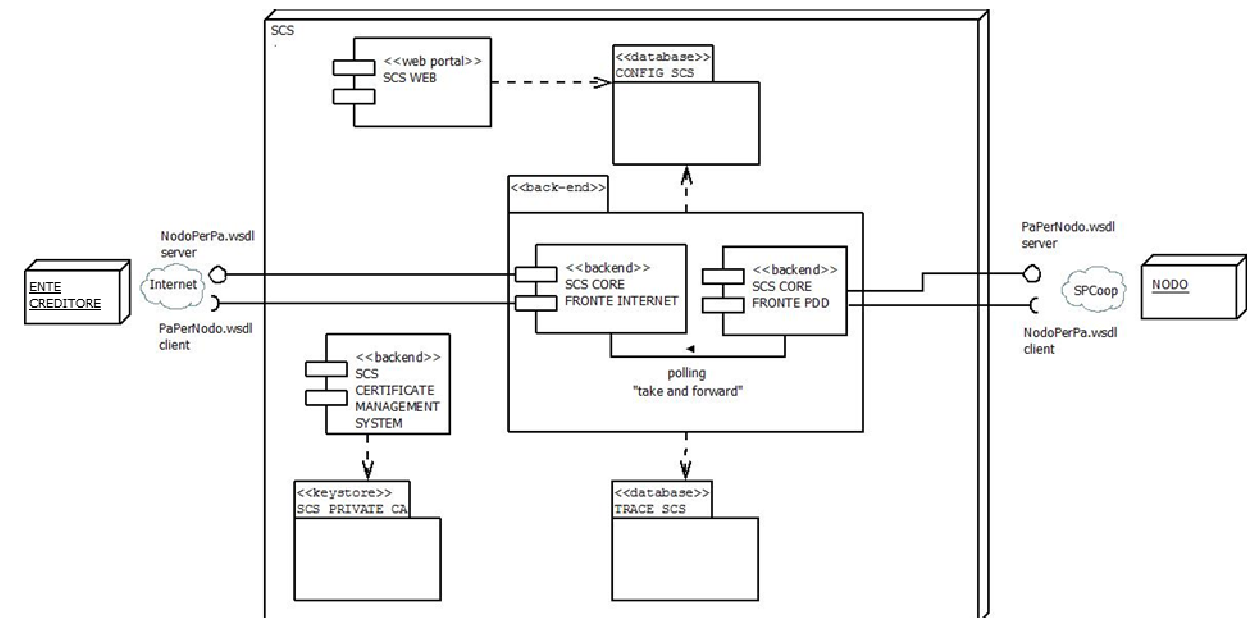 SCS
<<web portal>>
SCS WEB
<<database>>
CONFIG SCS
<<back-end>>
NodoPerPa.wsdl
server
PaPerNodo.wsdl
server
ENTE
CREDITORE
Internet
<<backend>>
SCS CORE
FRONTE INTERNET
<<backend>>
SCS CORE
FRONTE PDD
SPCoop
NODO
PaPerNodo.wsdl
client
NodoPerPa.wsdl
client
<<backend>>
SCS
CERTIFICATE
MANAGEMENT
SYSTEM
polling
"take and forward"
<<keystore>>
SCS PRIVATE CA
<<database>>
TRACE SCS